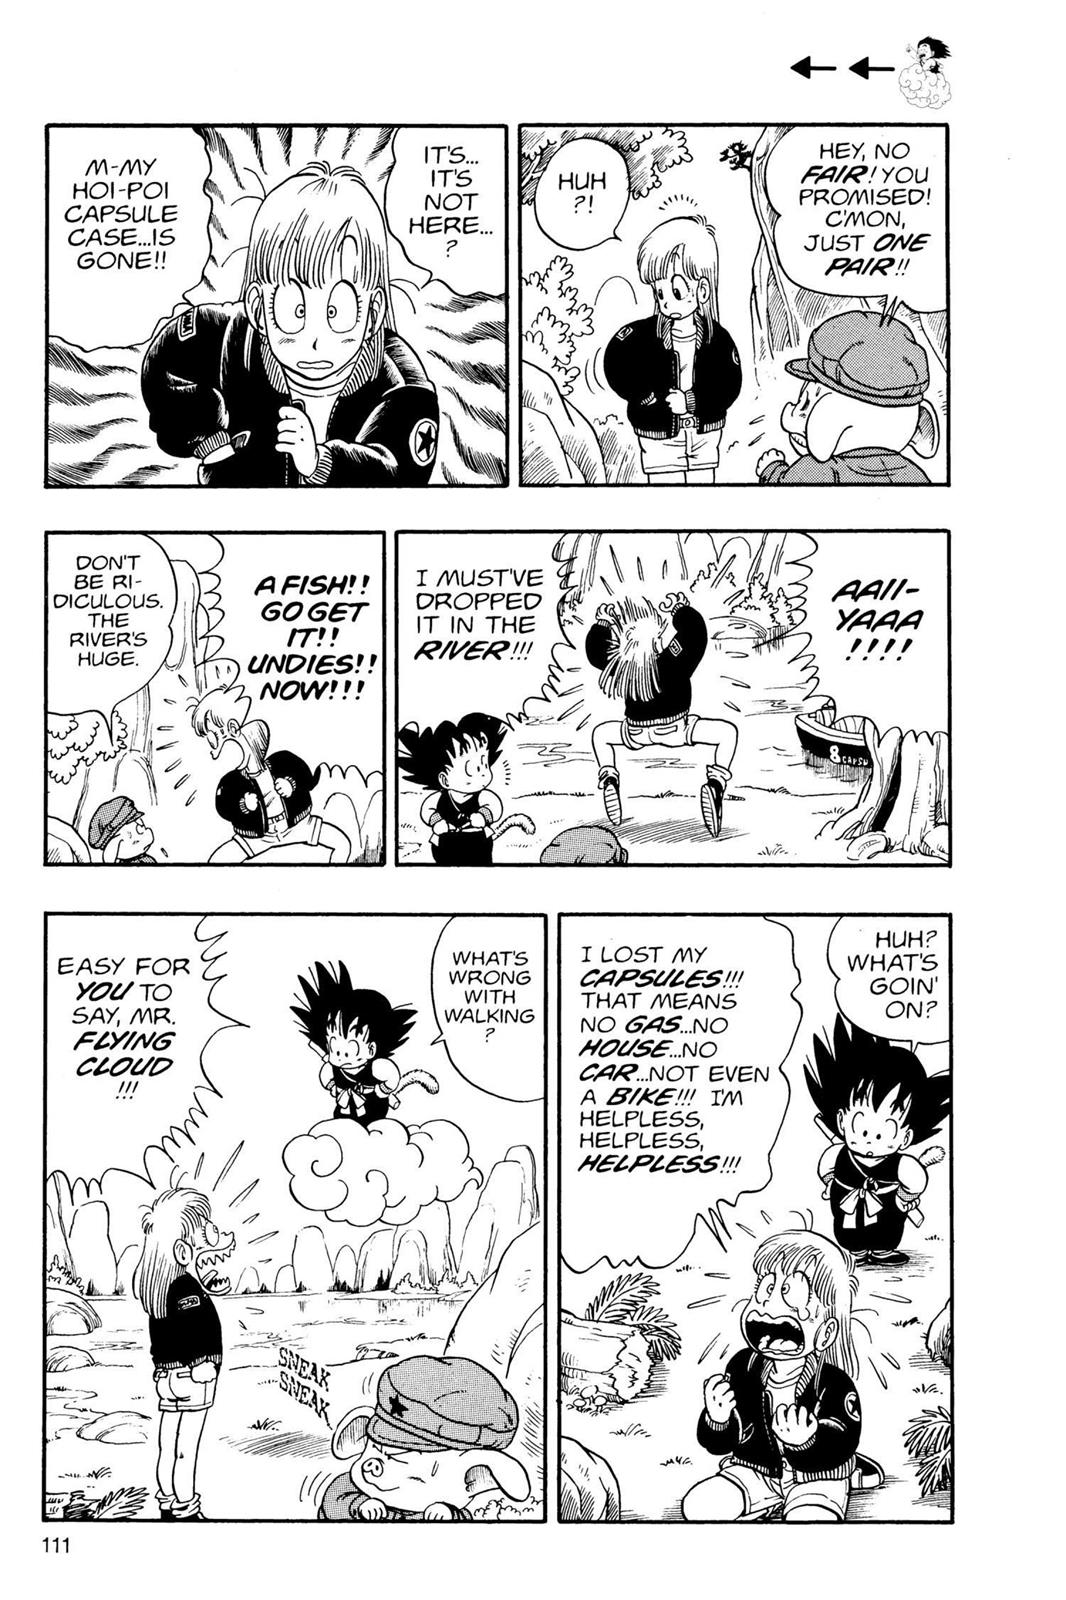 HEY, NO
FAIR! YOU
PROMISED!
C'MON,
JUST ONE
PAIR!!
HUH
?!
IT'S...
IT'S
NOT
HERE...
?
M-MY
HOI-POI
CAPSULE
CASE...IS
GONE!!
AAII-
YAAA
!!!!
8 CAPSU
I MUST'VE
DROPPED
IT IN THE
RIVER!!!
A FISH!!
GO GET
IT!!
UNDIES!!
NOW!!!
DON'T
BE RI-
DICULOUS.
THE
RIVER'S
HUGE.
HUH?
WHAT'S
GOIN'
ON?
I LOST MY
CAPSULES!!!
THAT MEANS
NO GAS...NO
HOUSE...NO
CAR...NOT EVEN
A BIKE!!! I'M
HELPLESS,
HELPLESS,
HELPLESS!!!
WHAT'S
WRONG
WITH
WALKING
?
EASY FOR
YOU TO
SAY, MR.
FLYING
CLOUD
!!!
SNEAK
SNEAK
111